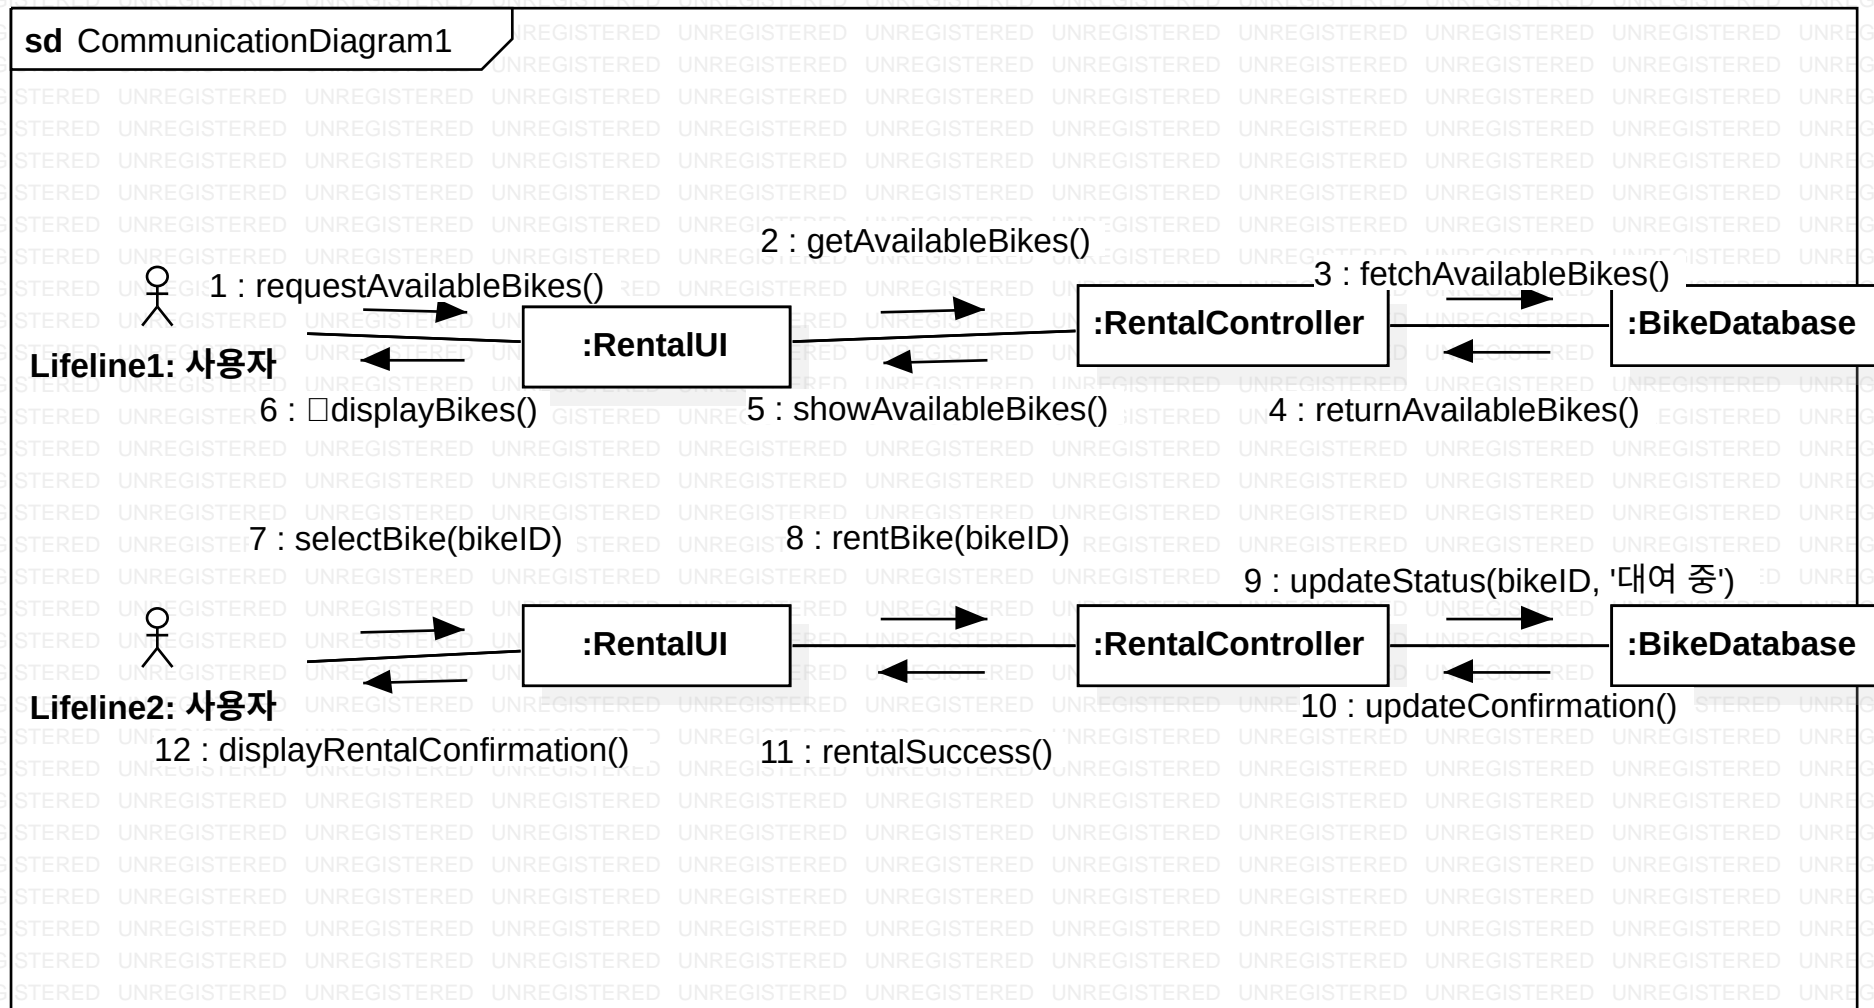 sd CommunicationDiagram1
2 : getAvailableBikes()
1 : requestAvailableBikes()
3 : fetchAvailableBikes()
:RentalUI
:RentalController
:BikeDatabase
Lifeline1: 사용자
6 : □displayBikes()
5 : showAvailableBikes()
4 : returnAvailableBikes()
7 : selectBike(bikeID)
8 : rentBike(bikeID)
9 : updateStatus(bikeID, '대여 중')
:RentalUI
:RentalController
:BikeDatabase
Lifeline2: 사용자
10 : updateConfirmation()
12 : displayRentalConfirmation()
11 : rentalSuccess()
UNREGISTERED